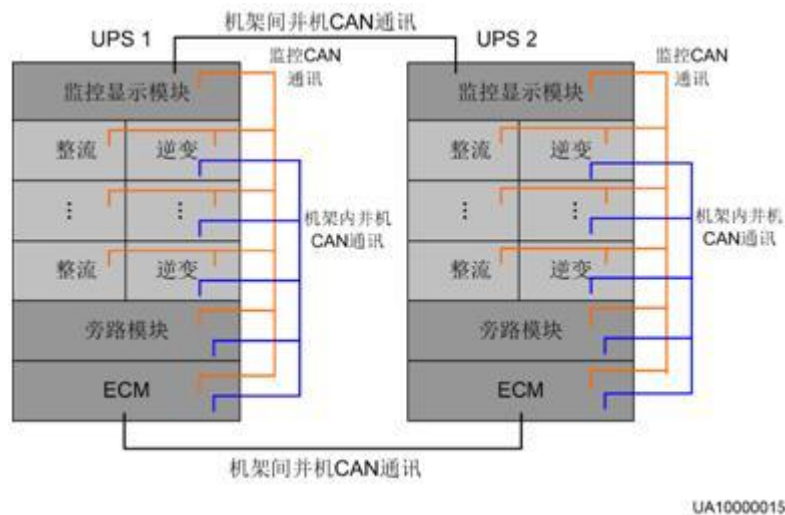 机架间并机CAN通讯
UPS 1
UPS 2
监控CAN
通讯
监控CAN
通讯
监控显示模块
监控显示模块
整流
逆变
整流
逆变
⋮
⋮
⋮
⋮
机架内并机
CAN通讯
机架内并机
CAN通讯
整流
逆变
整流
逆变
旁路模块
旁路模块
ECM
ECM
机架间并机CAN通讯
UA10000015